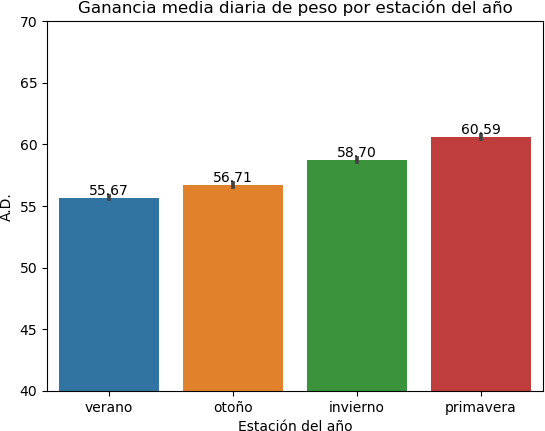 Ganancia media diaria de peso por estación del año
70
65
60
55
50
45
40
A.D.
55,67
56,71
58,70
60,59
verano
otoño
invierno
primavera
Estación del año